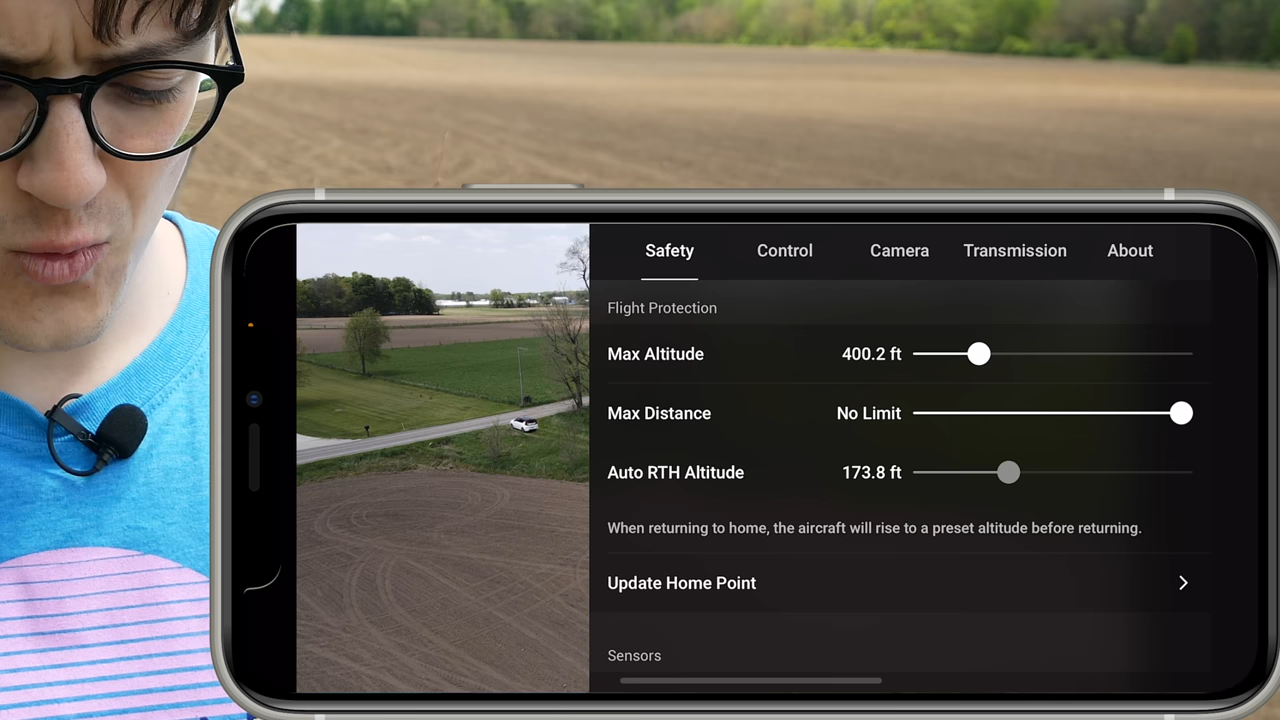 Safety Control Camera Transmission About
Flight Protection
Max Altitude 400.2 ft
Max Distance No Limit
Auto RTH Altitude 173.8 ft
When returning to home, the aircraft will rise to a preset altitude before returning.
Update Home Point
Sensors